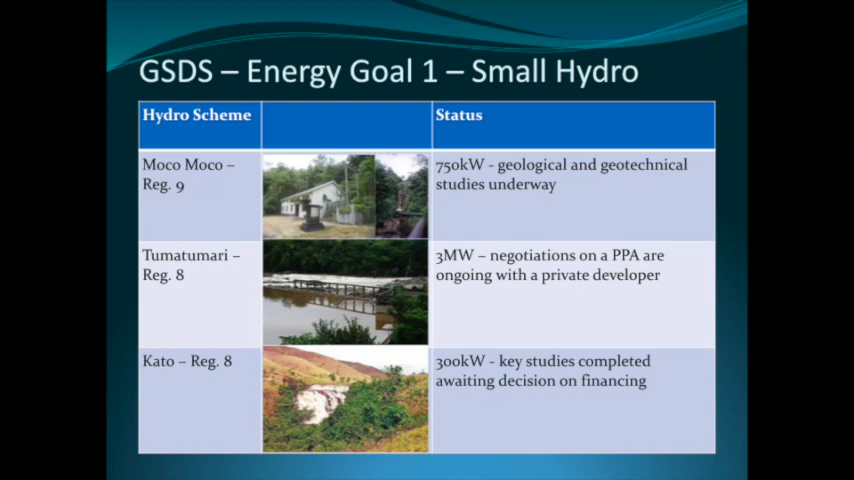 GSDS – Energy Goal 1 – Small Hydro
Hydro Scheme
Status
Moco Moco –
Reg. 9
750kW - geological and geotechnical
studies underway
Tumatumari –
Reg. 8
3MW – negotiations on a PPA are
ongoing with a private developer
Kato – Reg. 8
300kW - key studies completed
awaiting decision on financing